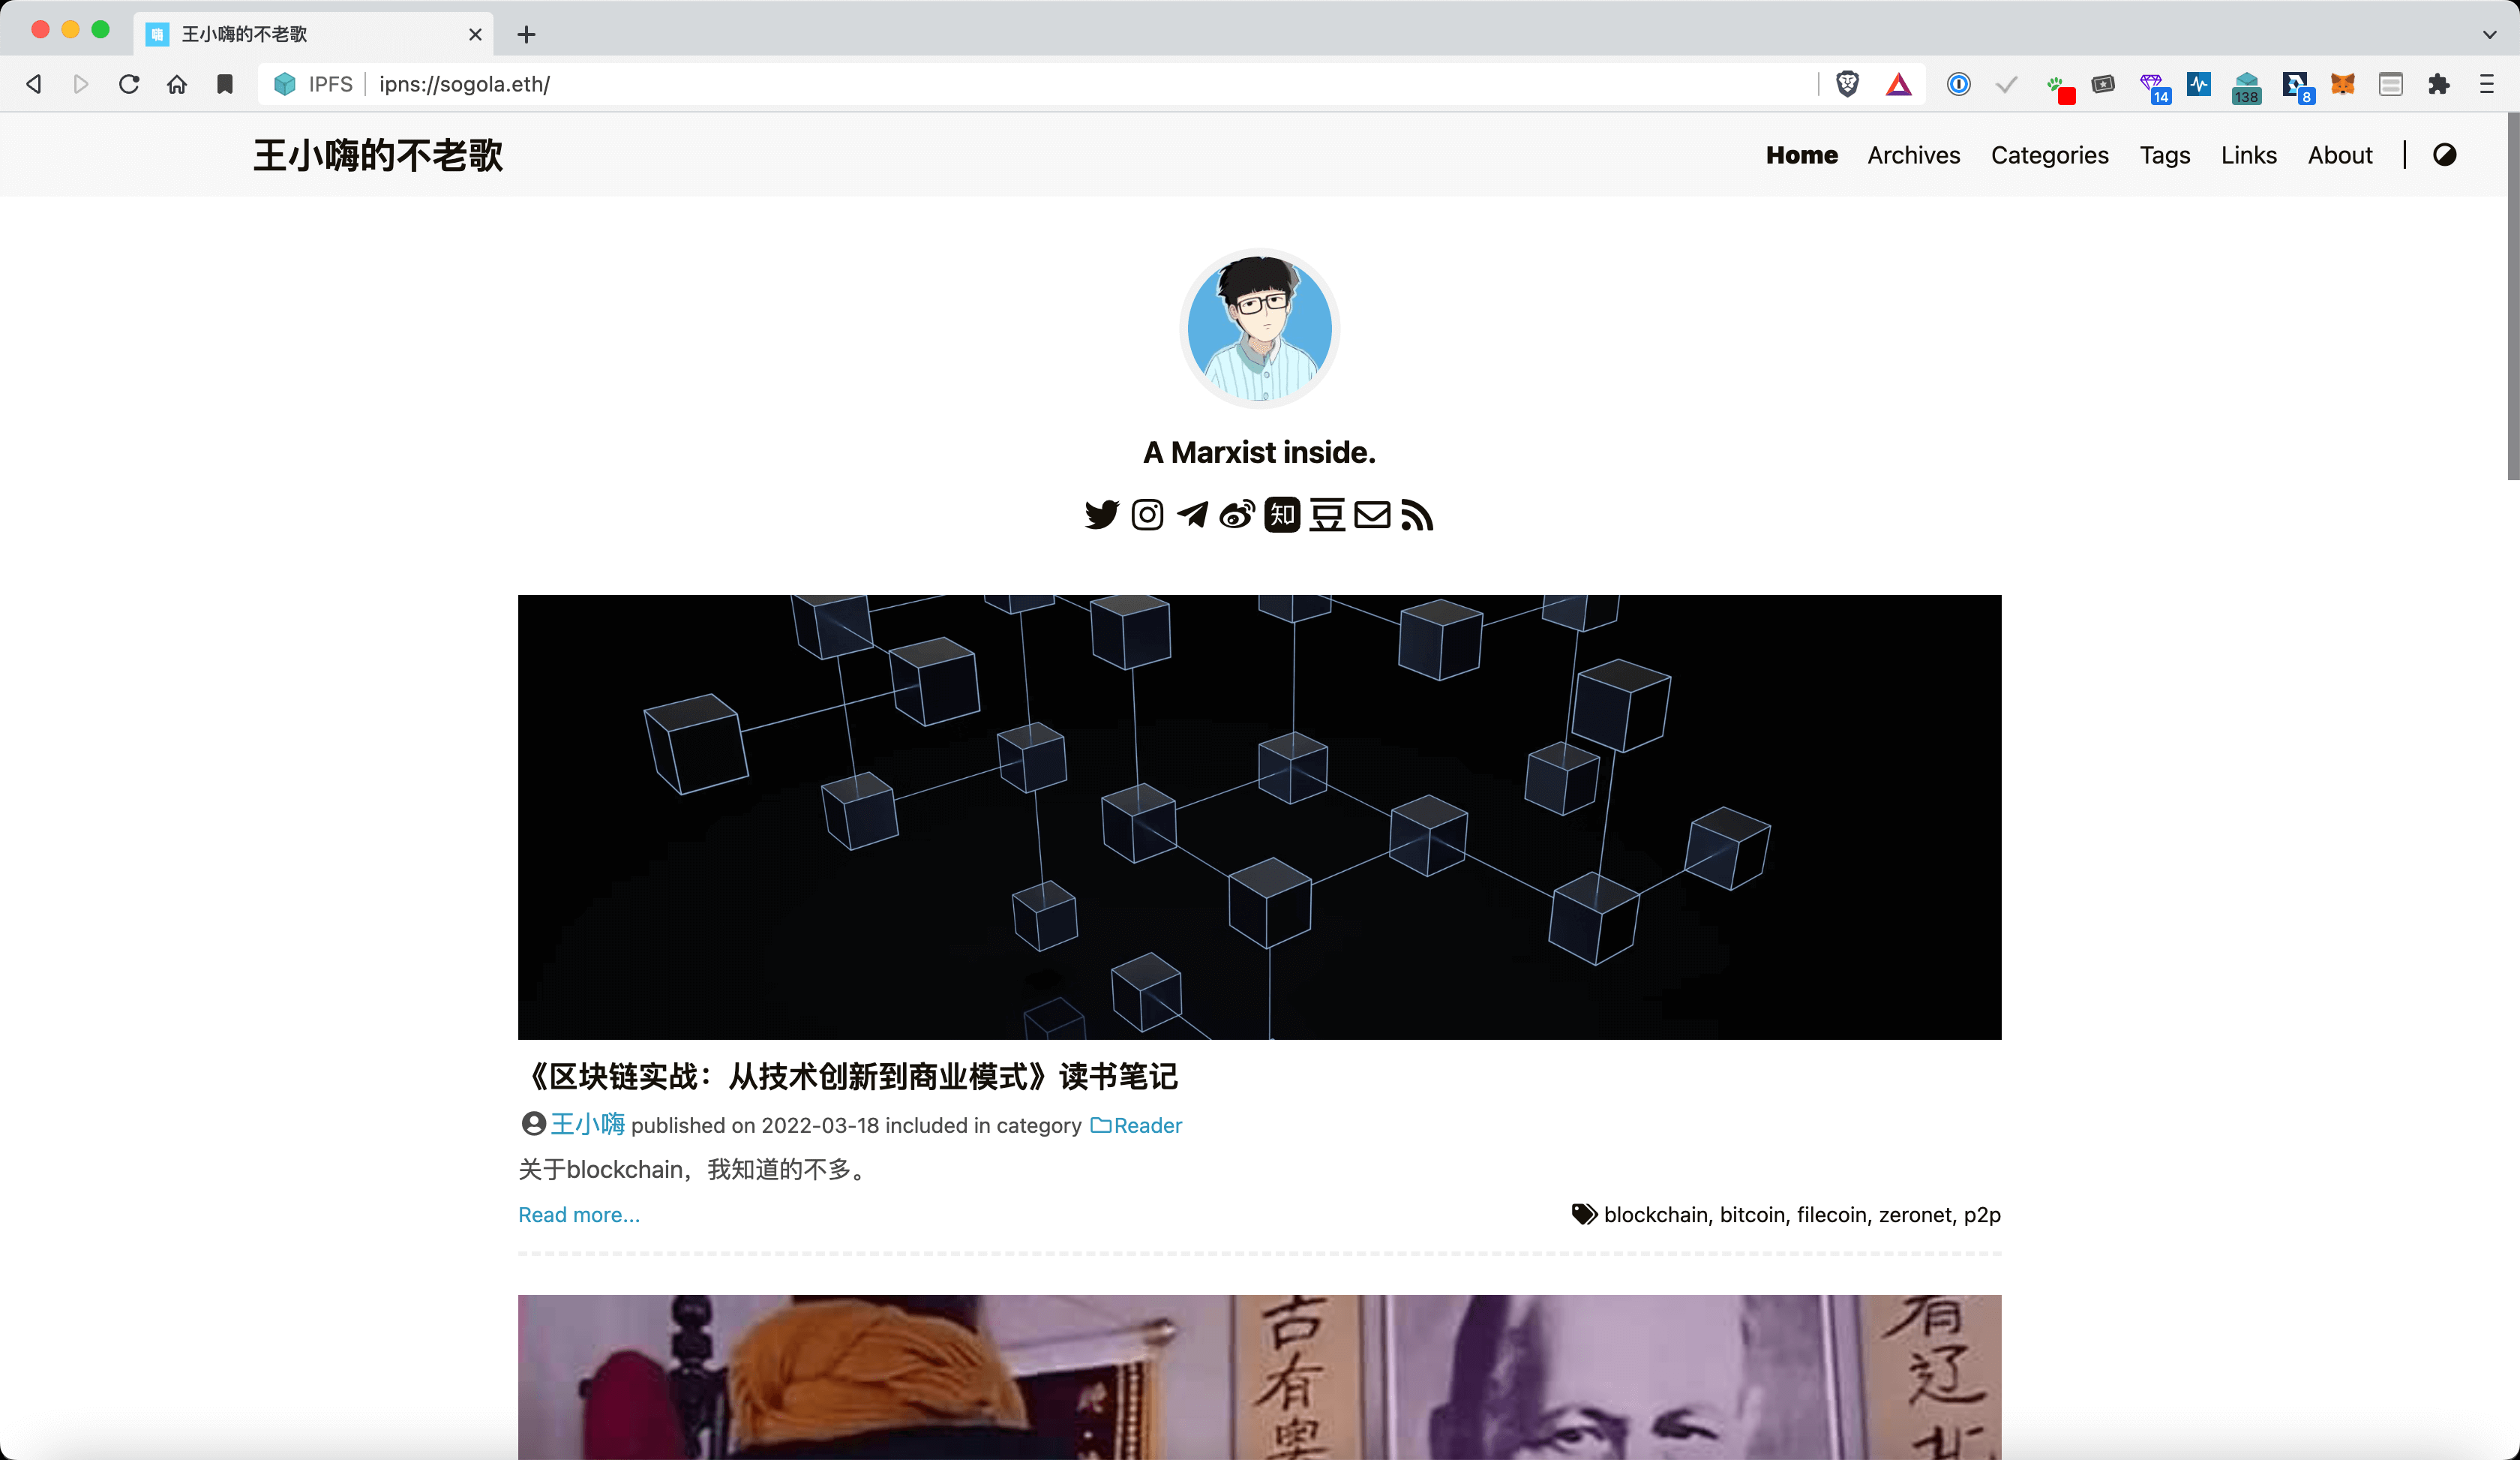 嗨 王小嗨的不老歌
IPFS ipns://sogola.eth/
14 138 8
王小嗨的不老歌 Home Archives Categories Tags Links About
A Marxist inside.
知 豆
《区块链实战：从技术创新到商业模式》读书笔记
王小嗨 published on 2022-03-18 included in category Reader
关于blockchain，我知道的不多。
Read more... blockchain, bitcoin, filecoin, zeronet, p2p
古有奥
有辽北